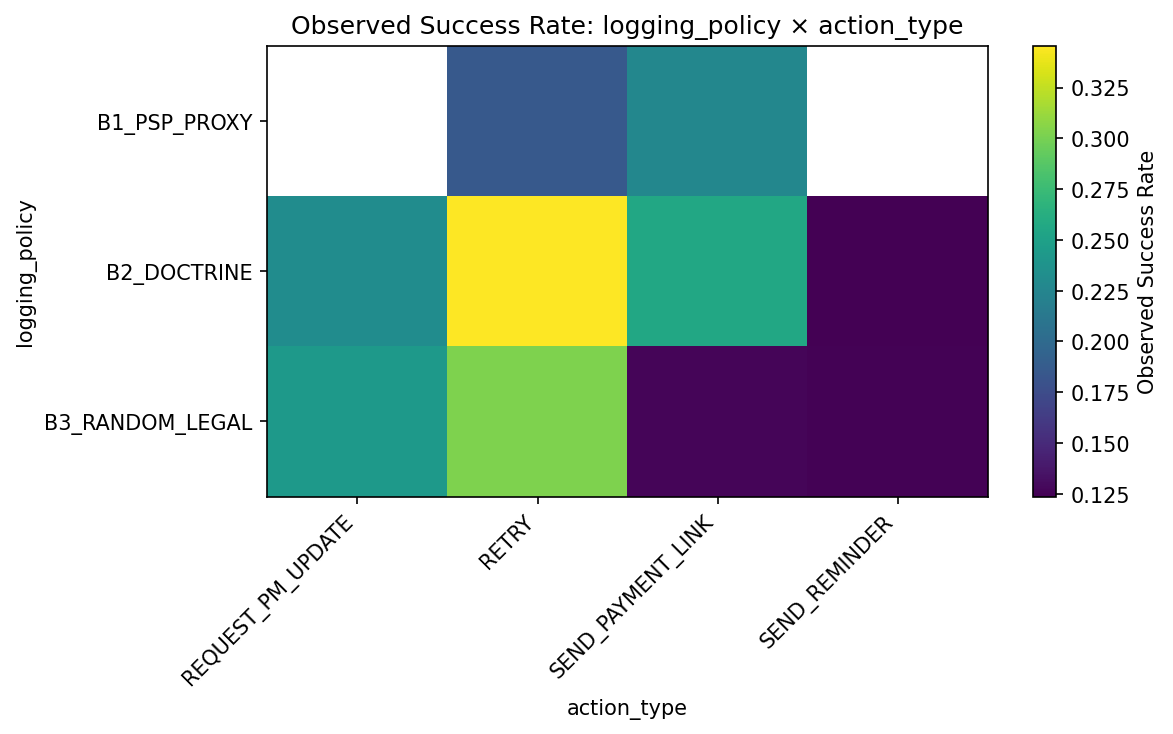 Observed Success Rate: logging_policy × action_type
logging_policy
B1_PSP_PROXY
B2_DOCTRINE
B3_RANDOM_LEGAL
REQUEST_PM_UPDATE
RETRY
SEND_PAYMENT_LINK
SEND_REMINDER
action_type
0.325
0.300
0.275
0.250
0.225
0.200
0.175
0.150
0.125
Observed Success Rate